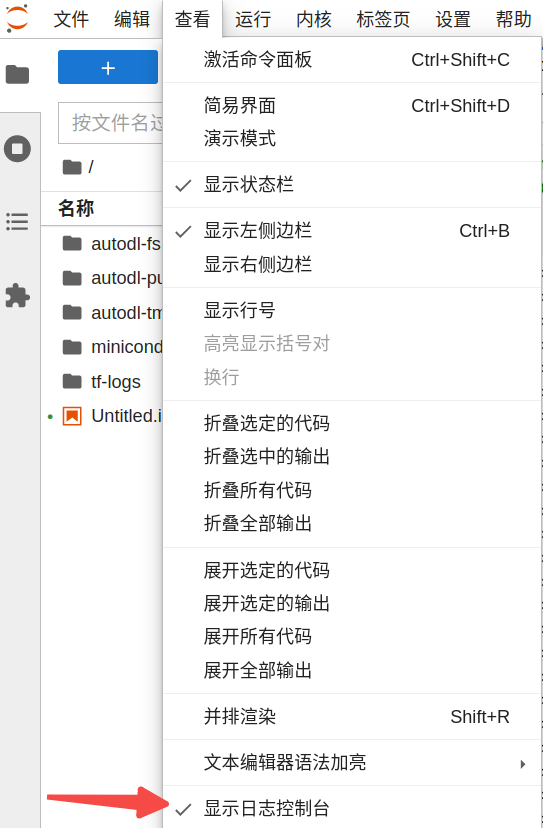 文件 编辑 查看 运行 内核 标签页 设置 帮助
激活命令面板 Ctrl+Shift+C
简易界面 Ctrl+Shift+D
按文件名过
演示模式
/
显示状态栏
名称
显示左侧边栏 Ctrl+B
autodl-fs
显示右侧边栏
autodl-pu
显示行号
autodl-tm
高亮显示括号对
minicond
换行
tf-logs
Untitled.i
折叠选定的代码
折叠选中的输出
折叠所有代码
折叠全部输出
展开选定的代码
展开选定的输出
展开所有代码
展开全部输出
并排渲染 Shift+R
文本编辑器语法加亮
显示日志控制台